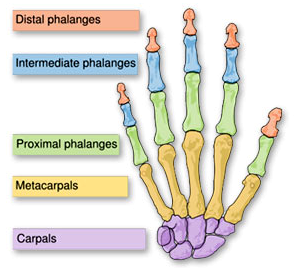 Distal phalanges
Intermediate phalanges
Proximal phalanges
Metacarpals
Carpals